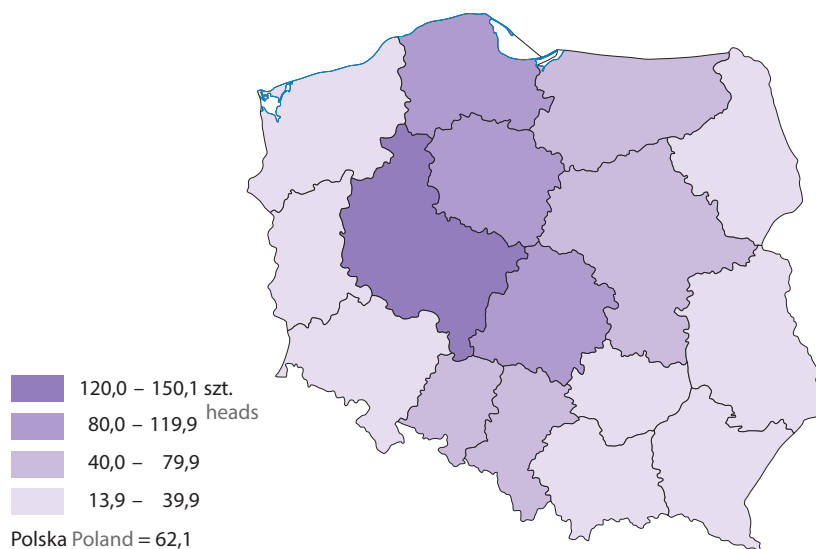 120,0 – 150,1 szt.
heads
80,0 – 119,9
40,0 – 79,9
13,9 – 39,9
Polska Poland = 62,1